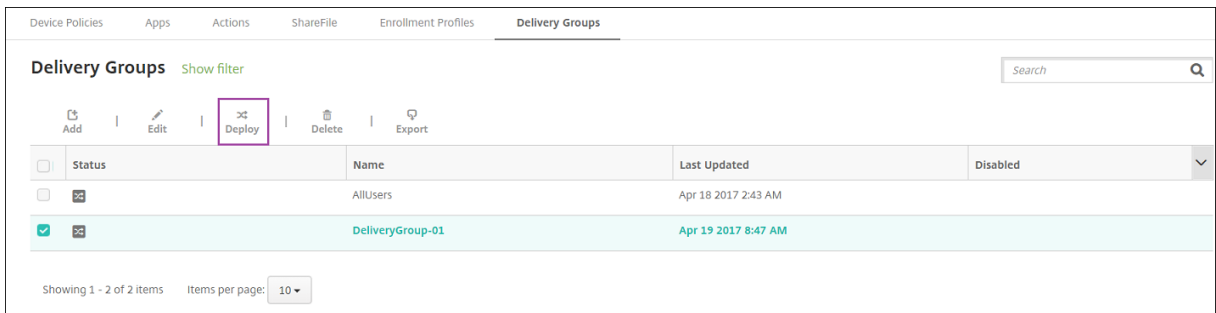 Device Policies Apps Actions ShareFile Enrollment Profiles Delivery Groups
Delivery Groups Show filter Search
Add | Edit | Deploy | Delete | Export
Status Name Last Updated Disabled
AllUsers Apr 18 2017 2:43 AM
DeliveryGroup-01 Apr 19 2017 8:47 AM
Showing 1 - 2 of 2 items Items per page: 10